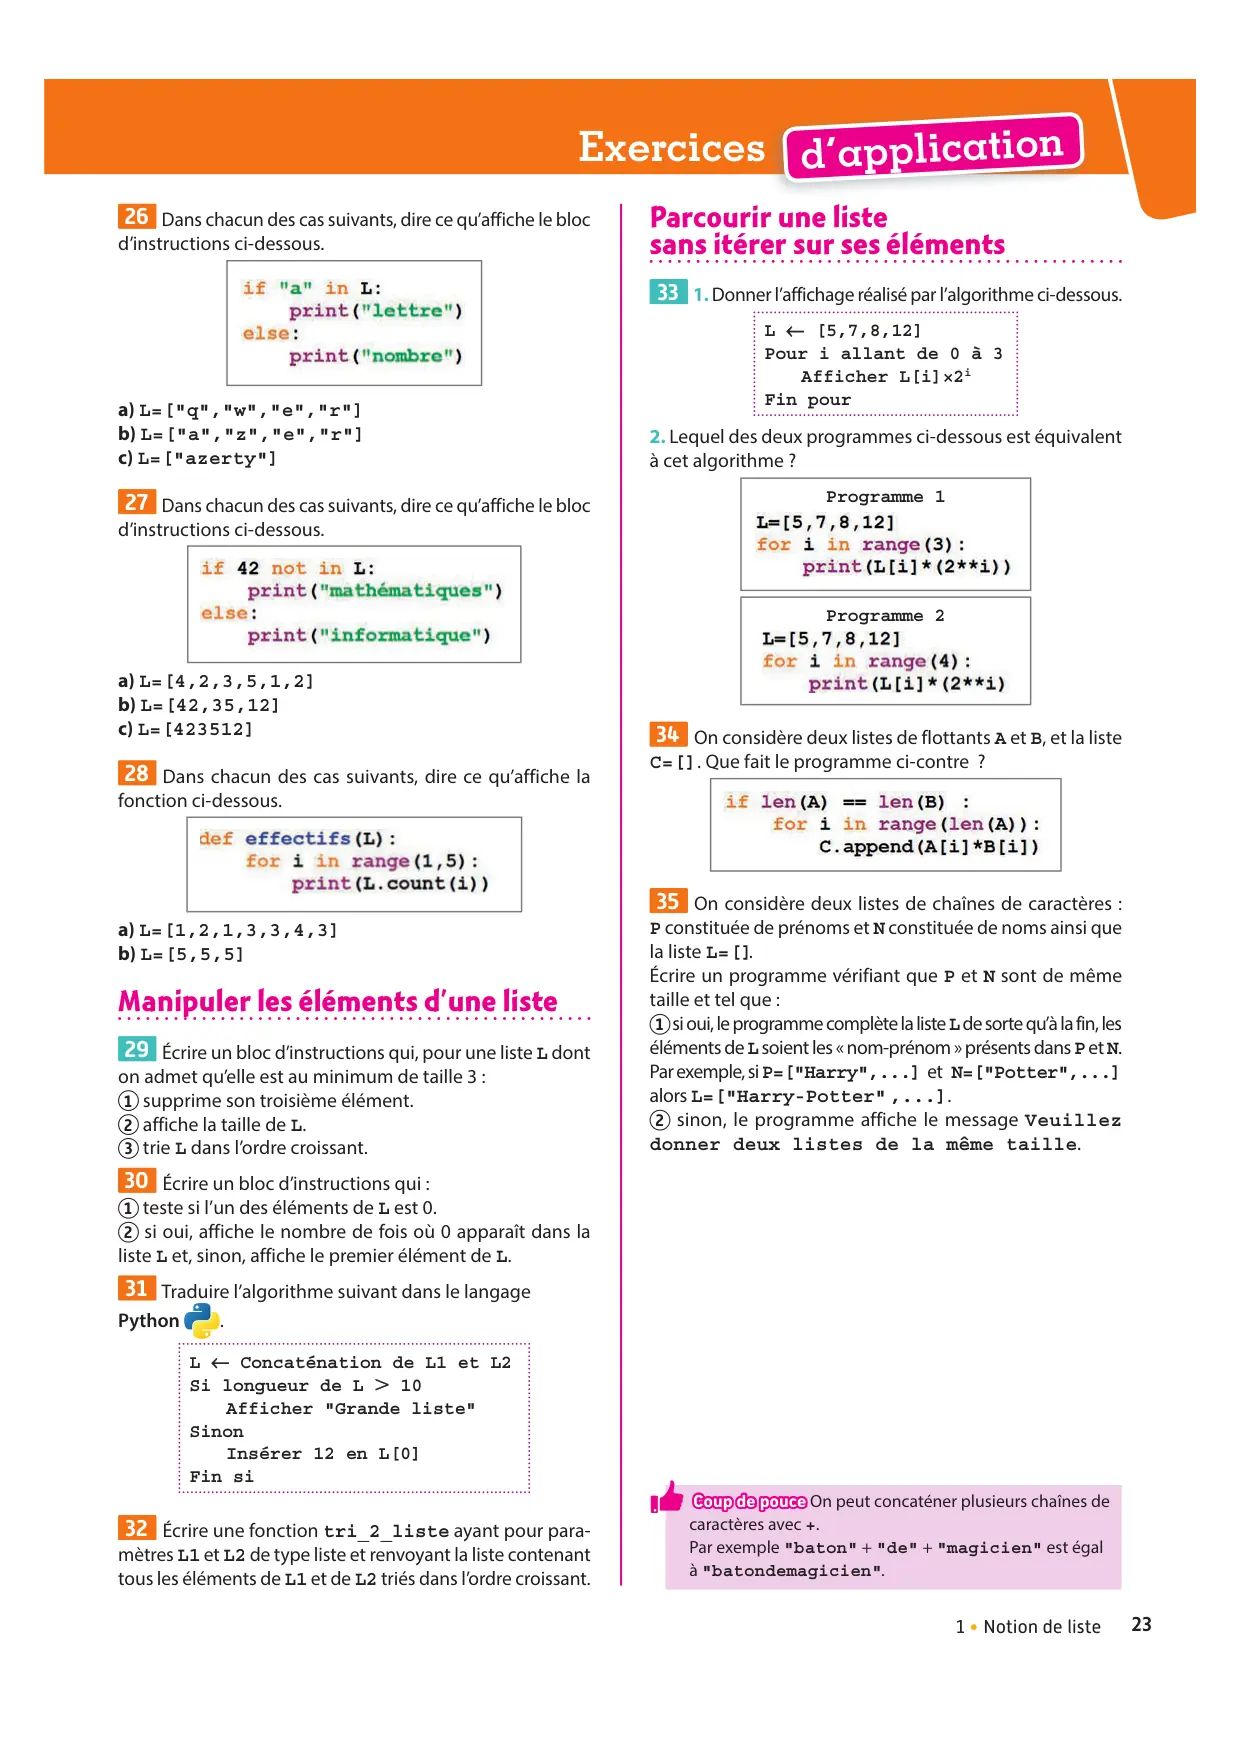 Exercices d'application
26 Dans chacun des cas suivants, dire ce qu'affiche le bloc
d'instructions ci-dessous.
if "a" in L:
    print("lettre")
else:
    print("nombre")
a) L=["q","w","e","r"]
b) L=["a","z","e","r"]
c) L=["azerty"]
27 Dans chacun des cas suivants, dire ce qu'affiche le bloc
d'instructions ci-dessous.
if 42 not in L:
    print("mathématiques")
else:
    print("informatique")
a) L=[4,2,3,5,1,2]
b) L=[42,35,12]
c) L=[423512]
28 Dans chacun des cas suivants, dire ce qu'affiche la
fonction ci-dessous.
def effectifs(L):
    for i in range(1,5):
        print(L.count(i))
a) L=[1,2,1,3,3,4,3]
b) L=[5,5,5]
Manipuler les éléments d'une liste
29 Écrire un bloc d'instructions qui, pour une liste L dont
on admet qu'elle est au minimum de taille 3 :
① supprime son troisième élément.
② affiche la taille de L.
③ trie L dans l'ordre croissant.
30 Écrire un bloc d'instructions qui :
① teste si l'un des éléments de L est 0.
② si oui, affiche le nombre de fois où 0 apparaît dans la
liste L et, sinon, affiche le premier élément de L.
31 Traduire l'algorithme suivant dans le langage
Python .
L ← Concaténation de L1 et L2
Si longueur de L > 10
    Afficher "Grande liste"
Sinon
    Insérer 12 en L[0]
Fin si
32 Écrire une fonction tri_2_liste ayant pour para-
mètres L1 et L2 de type liste et renvoyant la liste contenant
tous les éléments de L1 et de L2 triés dans l'ordre croissant.
Parcourir une liste
sans itérer sur ses éléments
33 1. Donner l'affichage réalisé par l'algorithme ci-dessous.
L ← [5,7,8,12]
Pour i allant de 0 à 3
    Afficher L[i]×2ⁱ
Fin pour
2. Lequel des deux programmes ci-dessous est équivalent
à cet algorithme ?
Programme 1
L=[5,7,8,12]
for i in range(3):
    print(L[i]*(2**i))
Programme 2
L=[5,7,8,12]
for i in range(4):
    print(L[i]*(2**i)
34 On considère deux listes de flottants A et B, et la liste
C=[]. Que fait le programme ci-contre ?
if len(A) == len(B) :
    for i in range(len(A)):
        C.append(A[i]*B[i])
35 On considère deux listes de chaînes de caractères :
P constituée de prénoms et N constituée de noms ainsi que
la liste L=[].
Écrire un programme vérifiant que P et N sont de même
taille et tel que :
① si oui, le programme complète la liste L de sorte qu'à la fin, les
éléments de L soient les « nom-prénom » présents dans P et N.
Par exemple, si P=["Harry",...] et N=["Potter",...]
alors L=["Harry-Potter" ,...].
② sinon, le programme affiche le message Veuillez
donner deux listes de la même taille.
Coup de pouce On peut concaténer plusieurs chaînes de
caractères avec +.
Par exemple "baton" + "de" + "magicien" est égal
à "batondemagicien".
1 • Notion de liste 23